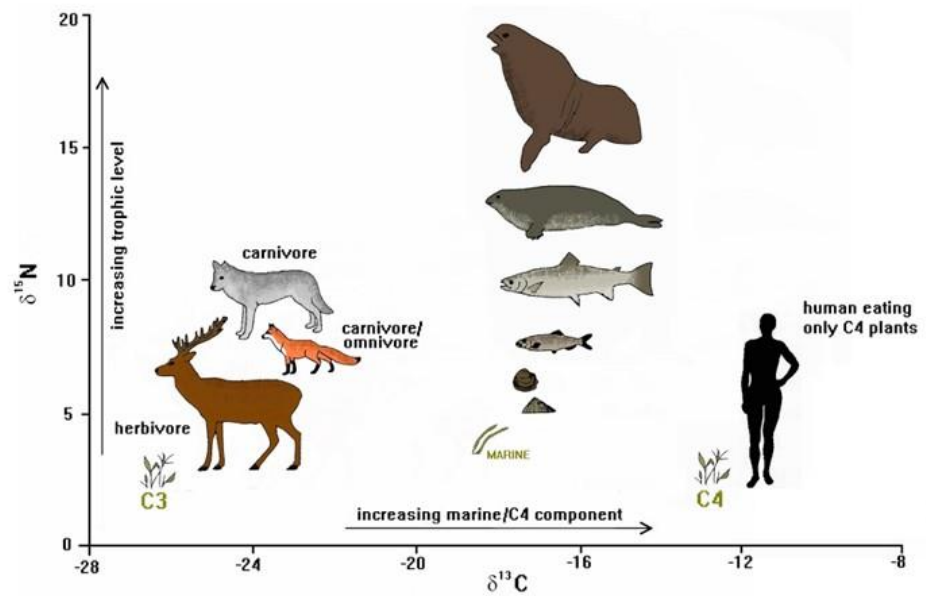 20
15
10
5
0
δ¹⁵N
increasing trophic level
carnivore
carnivore/
omnivore
herbivore
C3
MARINE
C4
human eating
only C4 plants
increasing marine/C4 component
-28
-24
-20
-16
-12
-8
δ¹³C